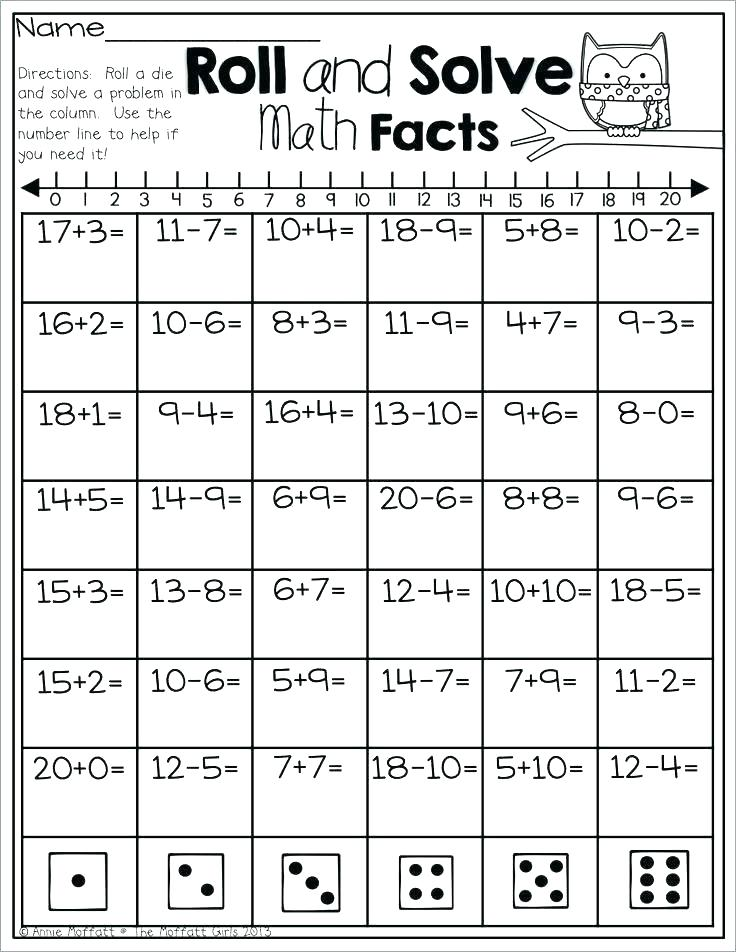 Name
Roll and Solve
Math Facts
Directions: Roll a die
and solve a problem in
the column. Use the
number line to help if
you need it!
0 1 2 3 4 5 6 7 8 9 10 11 12 13 14 15 16 17 18 19 20
17+3= 11-7= 10+4= 18-9= 5+8= 10-2=
16+2= 10-6= 8+3= 11-9= 4+7= 9-3=
18+1= 9-4= 16+4= 13-10= 9+6= 8-0=
14+5= 14-9= 6+9= 20-6= 8+8= 9-6=
15+3= 13-8= 6+7= 12-4= 10+10= 18-5=
15+2= 10-6= 5+9= 14-7= 7+9= 11-2=
20+0= 12-5= 7+7= 18-10= 5+10= 12-4=
© Annie Moffatt @ The Moffatt Girls 2013